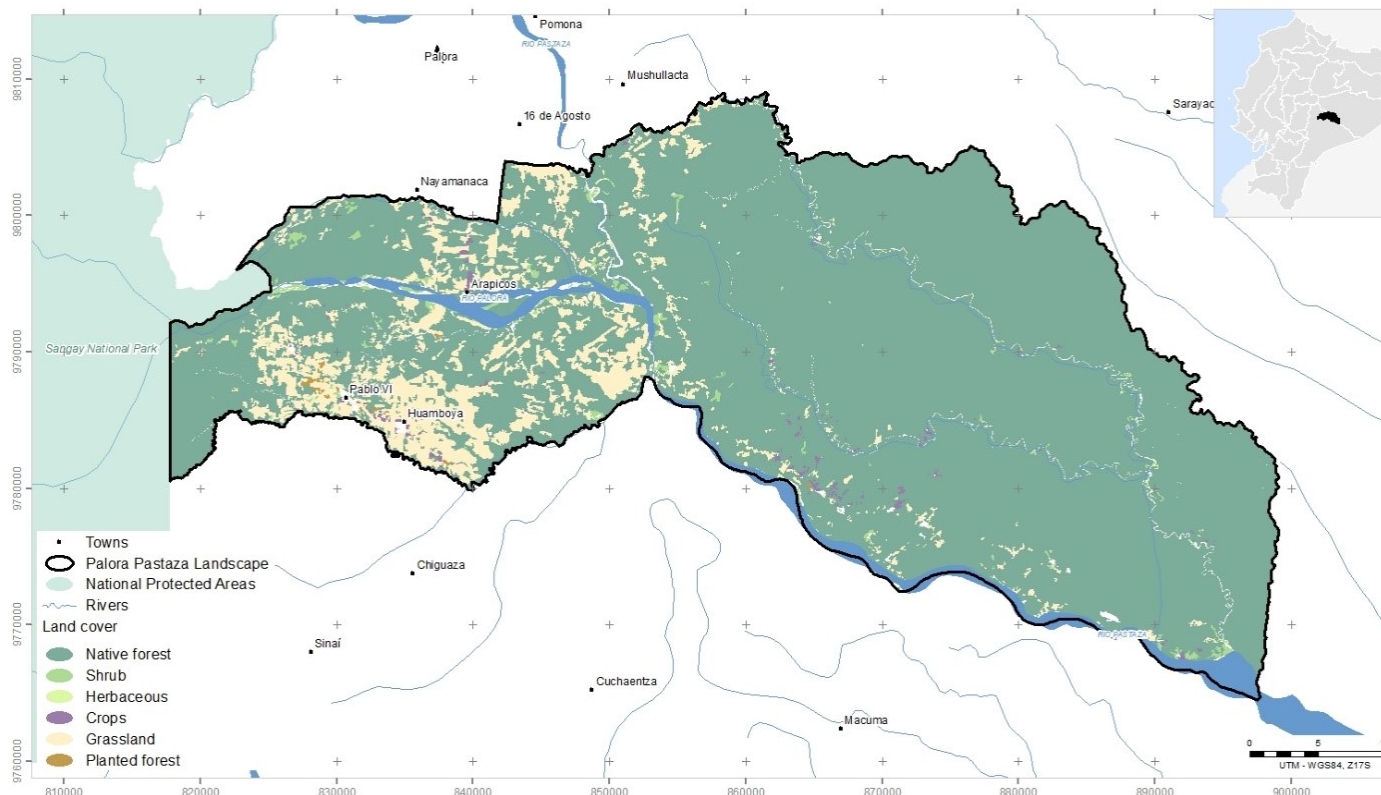 Pomona
RIO PASTAZA
Palora
Mushullacta
16 de Agosto
Sarayac
Nayamanaca
Arapicos
RIO PALORA
Sangay National Park
Pablo VI
Huamboya
Chiguaza
Sinaí
Cuchaentza
Macuma
RIO PASTAZA
Towns
Palora Pastaza Landscape
National Protected Areas
Rivers
Land cover
Native forest
Shrub
Herbaceous
Crops
Grassland
Planted forest
0 5
UTM - WGS84, Z17S
9810000
9800000
9790000
9780000
9770000
9760000
810000 820000 830000 840000 850000 860000 870000 880000 890000 900000